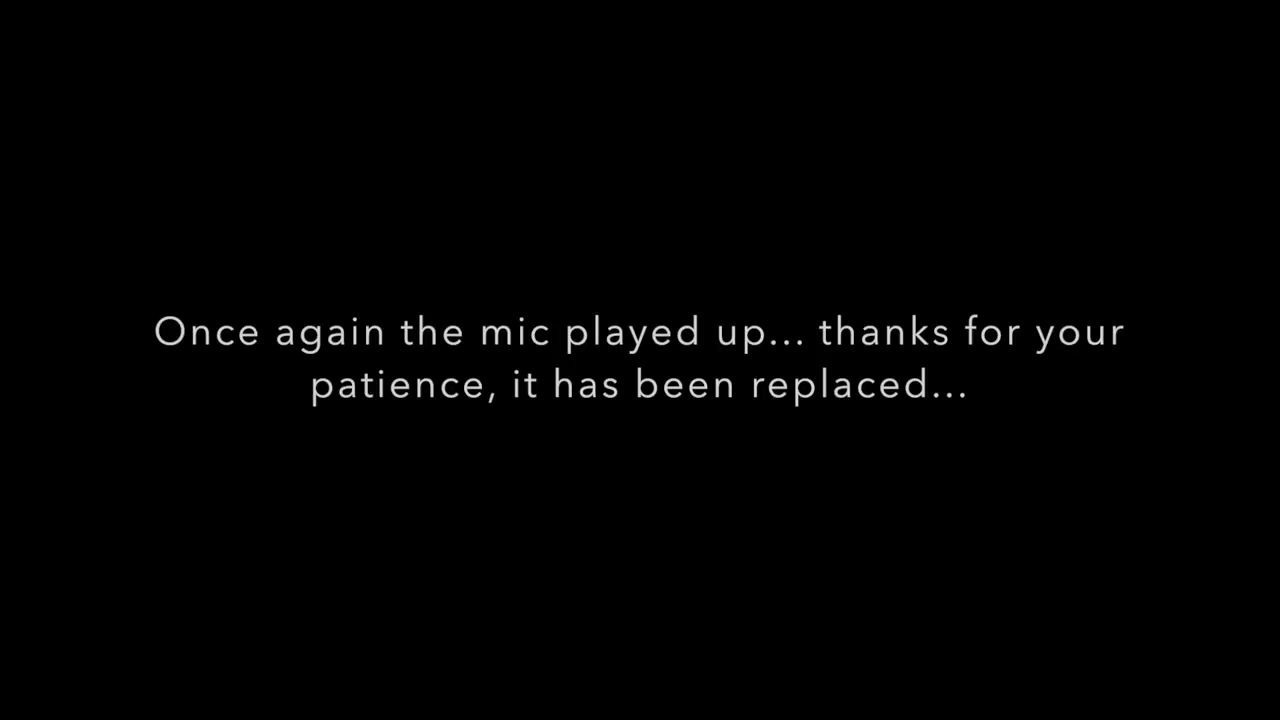 Once again the mic played up... thanks for your
patience, it has been replaced...